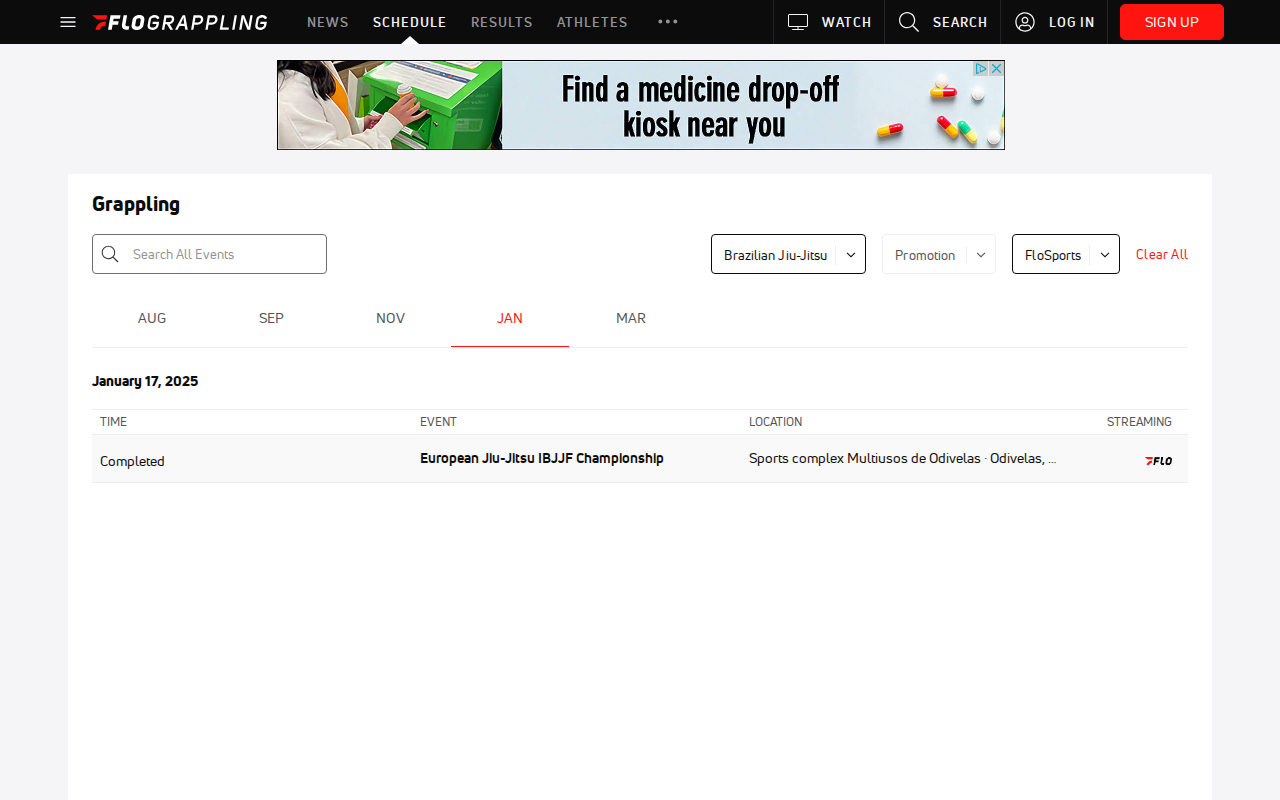 FLOGRAPPLING
NEWS
SCHEDULE
RESULTS
ATHLETES
WATCH
SEARCH
LOG IN
SIGN UP
Find a medicine drop-off
kiosk near you
Grappling
Search All Events
Brazilian Jiu-Jitsu
Promotion
FloSports
Clear All
AUG
SEP
NOV
JAN
MAR
January 17, 2025
TIME
EVENT
LOCATION
STREAMING
Completed
European Jiu-Jitsu IBJJF Championship
Sports complex Multiusos de Odivelas · Odivelas, ...
FLO